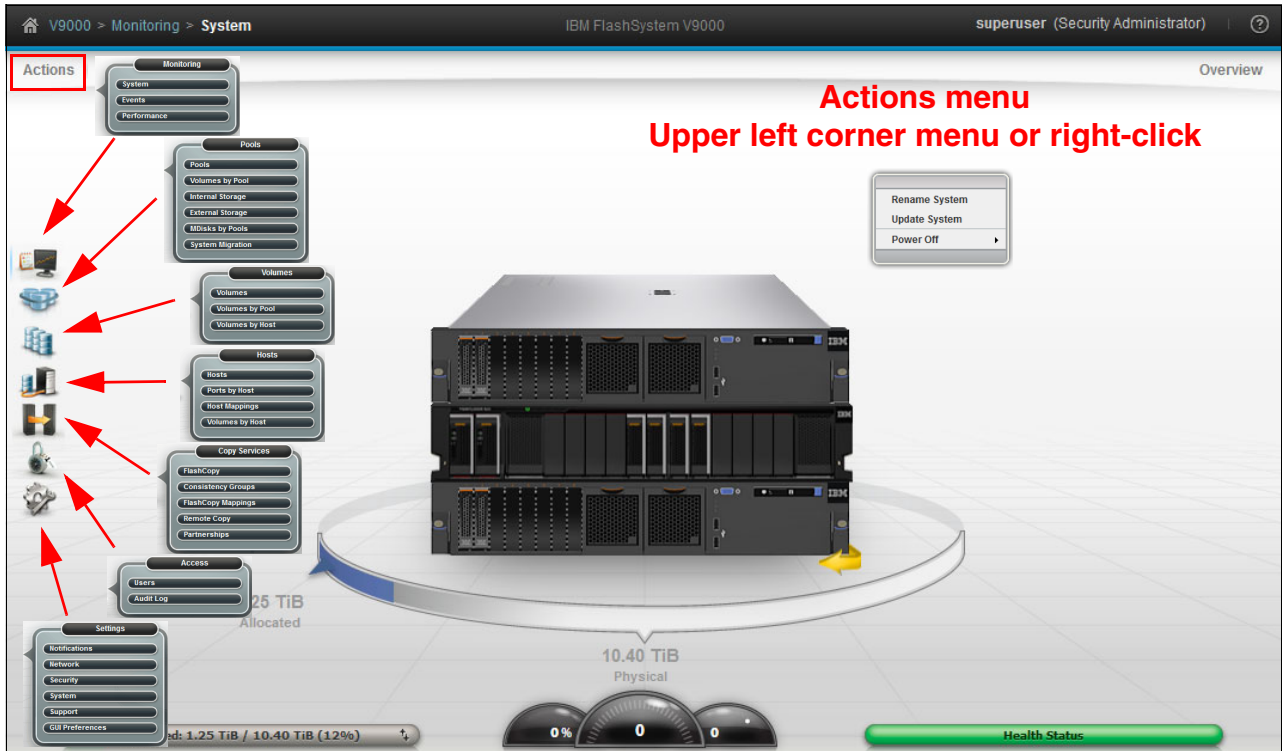 V9000 > Monitoring > System
IBM FlashSystem V9000
superuser (Security Administrator)
?
Actions
Overview
Actions menu
Upper left corner menu or right-click
Monitoring
System
Events
Performance
Pools
Pools
Volumes by Pool
Internal Storage
External Storage
MDisks by Pools
System Migration
Rename System
Update System
Power Off
Volumes
Volumes
Volumes by Pool
Volumes by Host
Hosts
Hosts
Ports by Host
Host Mappings
Volumes by Host
IBM
IBM
IBM
Copy Services
FlashCopy
Consistency Groups
FlashCopy Mappings
Remote Copy
Partnerships
Access
Users
Audit Log
25 TiB
Allocated
Settings
Notifications
Network
Security
System
Support
GUI Preferences
10.40 TiB
Physical
ed: 1.25 TiB / 10.40 TiB (12%)
0%
0
0
Health Status